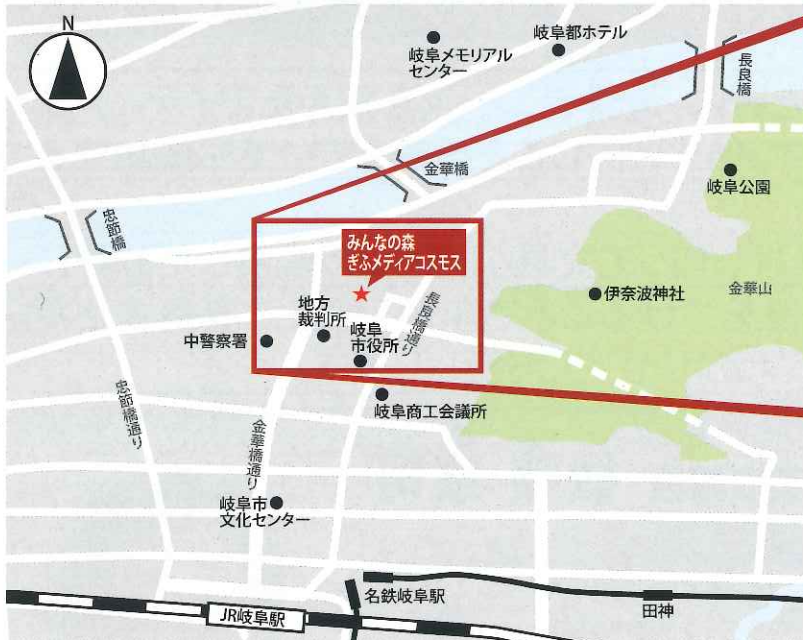 N
岐阜メモリアル
センター
岐阜都ホテル
長良橋
金華橋
岐阜公園
忠節橋
みんなの森
ぎふメディアコスモス
長良橋通り
伊奈波神社
金華山
地方
裁判所
中警察署
岐阜
市役所
岐阜商工会議所
忠節橋通り
金華橋通り
岐阜市
文化センター
名鉄岐阜駅
田神
JR岐阜駅